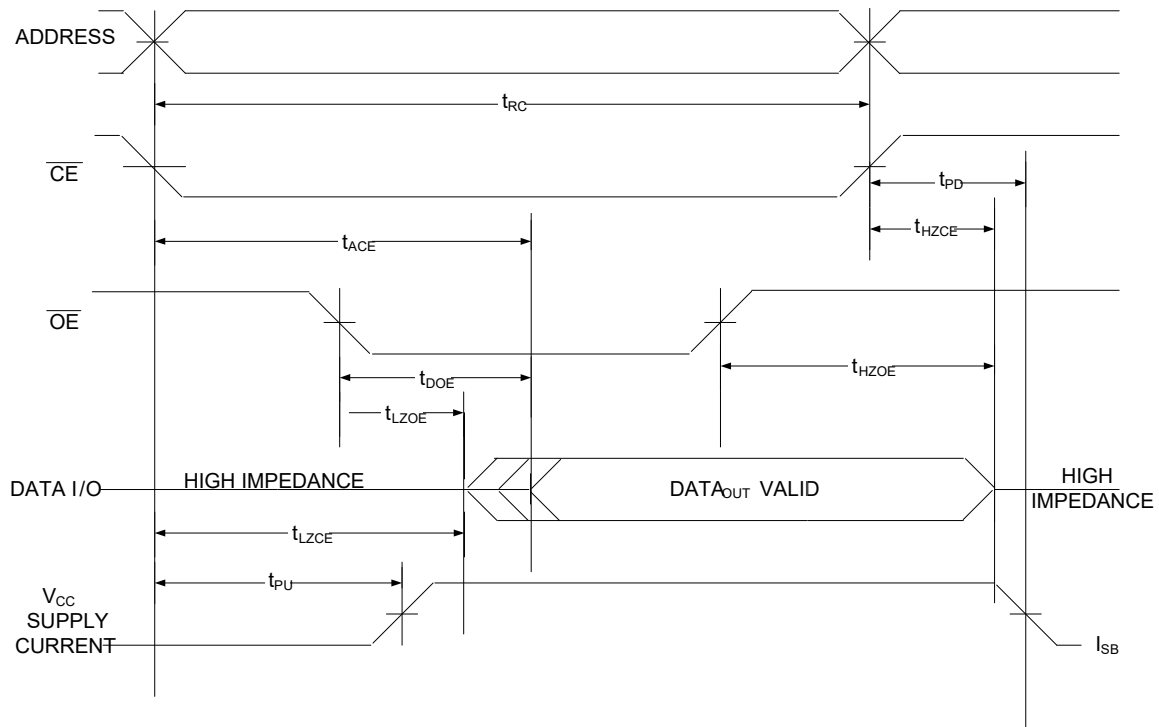 ADDRESS
tRC
CE
tPD
tHZCE
tACE
OE
tHZOE
tDOE
tLZOE
DATA I/O
HIGH IMPEDANCE
DATAOUT VALID
HIGH
IMPEDANCE
tLZCE
tPU
VCC
SUPPLY
CURRENT
ISB